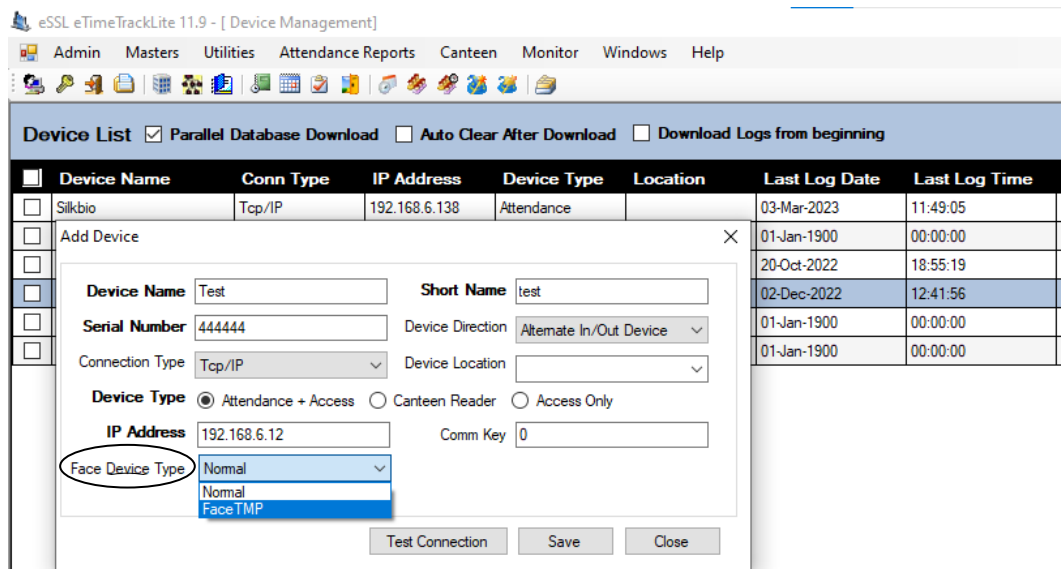 eSSL eTimeTrackLite 11.9 - [ Device Management]
Admin Masters Utilities Attendance Reports Canteen Monitor Windows Help
Device List Parallel Database Download Auto Clear After Download Download Logs from beginning
Device Name Conn Type IP Address Device Type Location Last Log Date Last Log Time
Silkbio Tcp/IP 192.168.6.138 Attendance 03-Mar-2023 11:49:05
Add Device 01-Jan-1900 00:00:00
20-Oct-2022 18:55:19
Device Name Test Short Name test 02-Dec-2022 12:41:56
Serial Number 444444 Device Direction Alternate In/Out Device 01-Jan-1900 00:00:00
01-Jan-1900 00:00:00
Connection Type Tcp/IP Device Location
Device Type Attendance + Access Canteen Reader Access Only
IP Address 192.168.6.12 Comm Key 0
Face Device Type Normal
Normal
FaceTMP
Test Connection Save Close